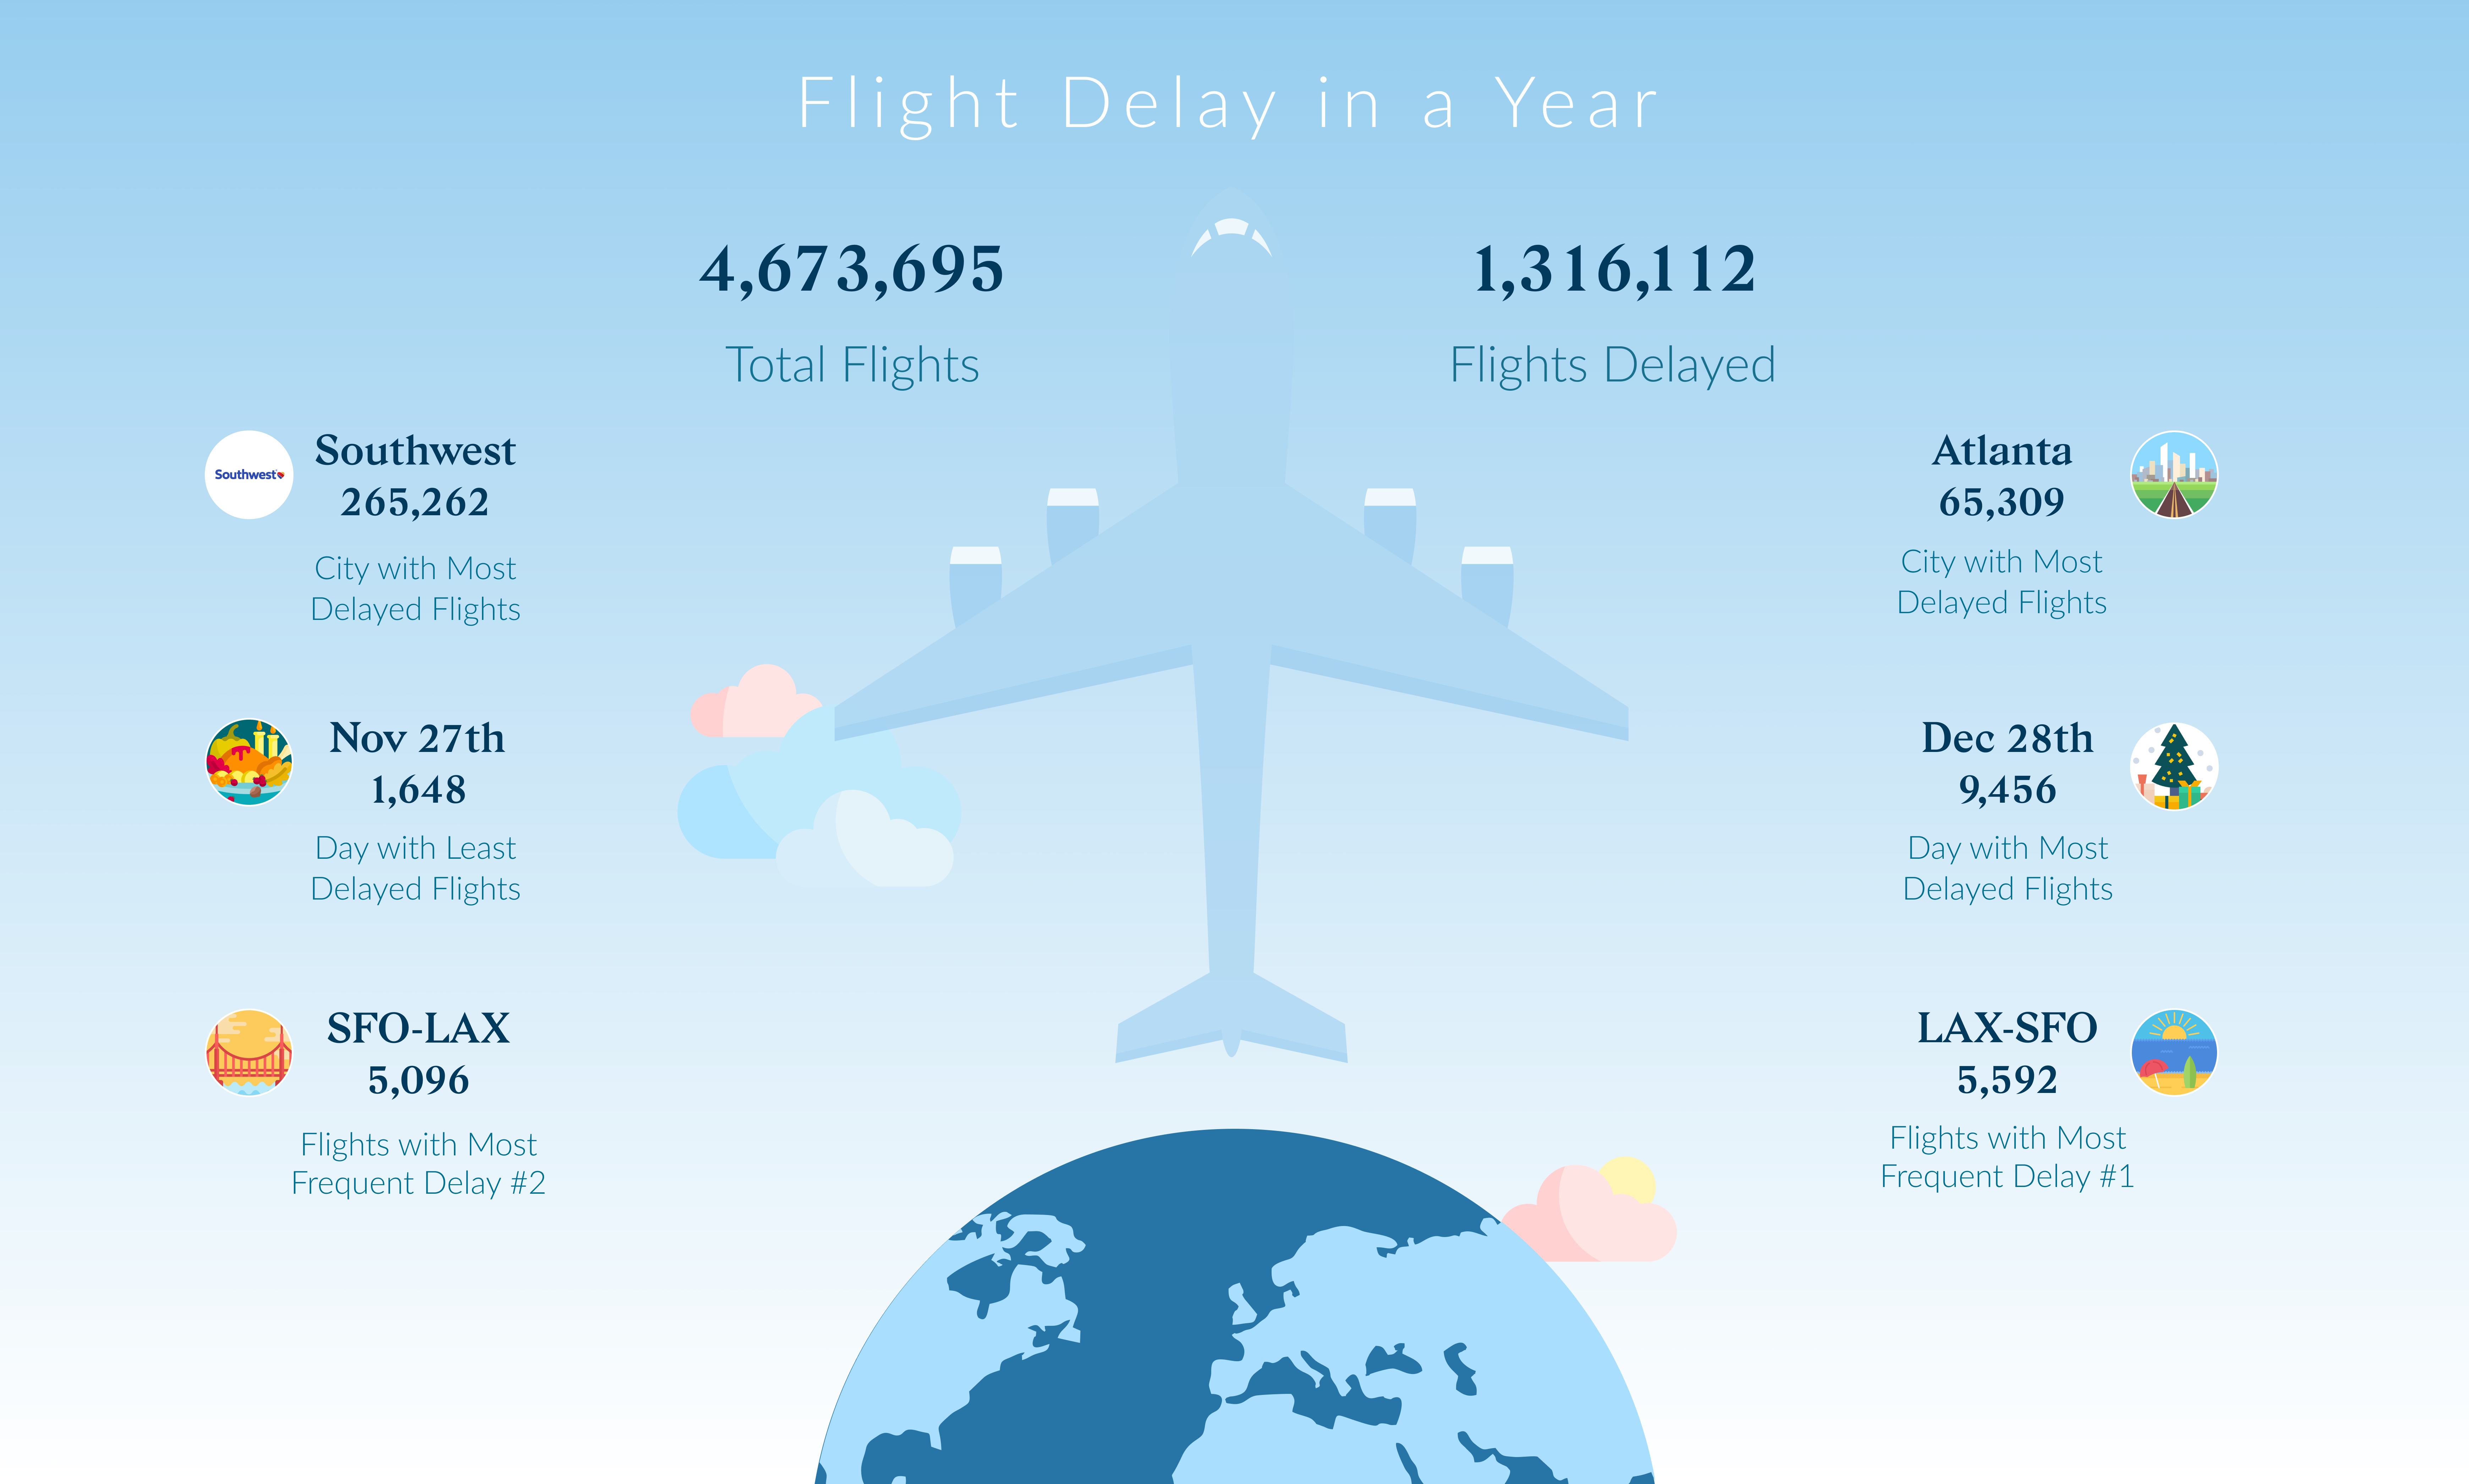 Flight Delay in a Year
4,673,695
Total Flights
1,316,112
Flights Delayed
Southwest
Southwest
265,262
City with Most
Delayed Flights
Atlanta
65,309
City with Most
Delayed Flights
Nov 27th
1,648
Day with Least
Delayed Flights
Dec 28th
9,456
Day with Most
Delayed Flights
SFO-LAX
5,096
Flights with Most
Frequent Delay #2
LAX-SFO
5,592
Flights with Most
Frequent Delay #1